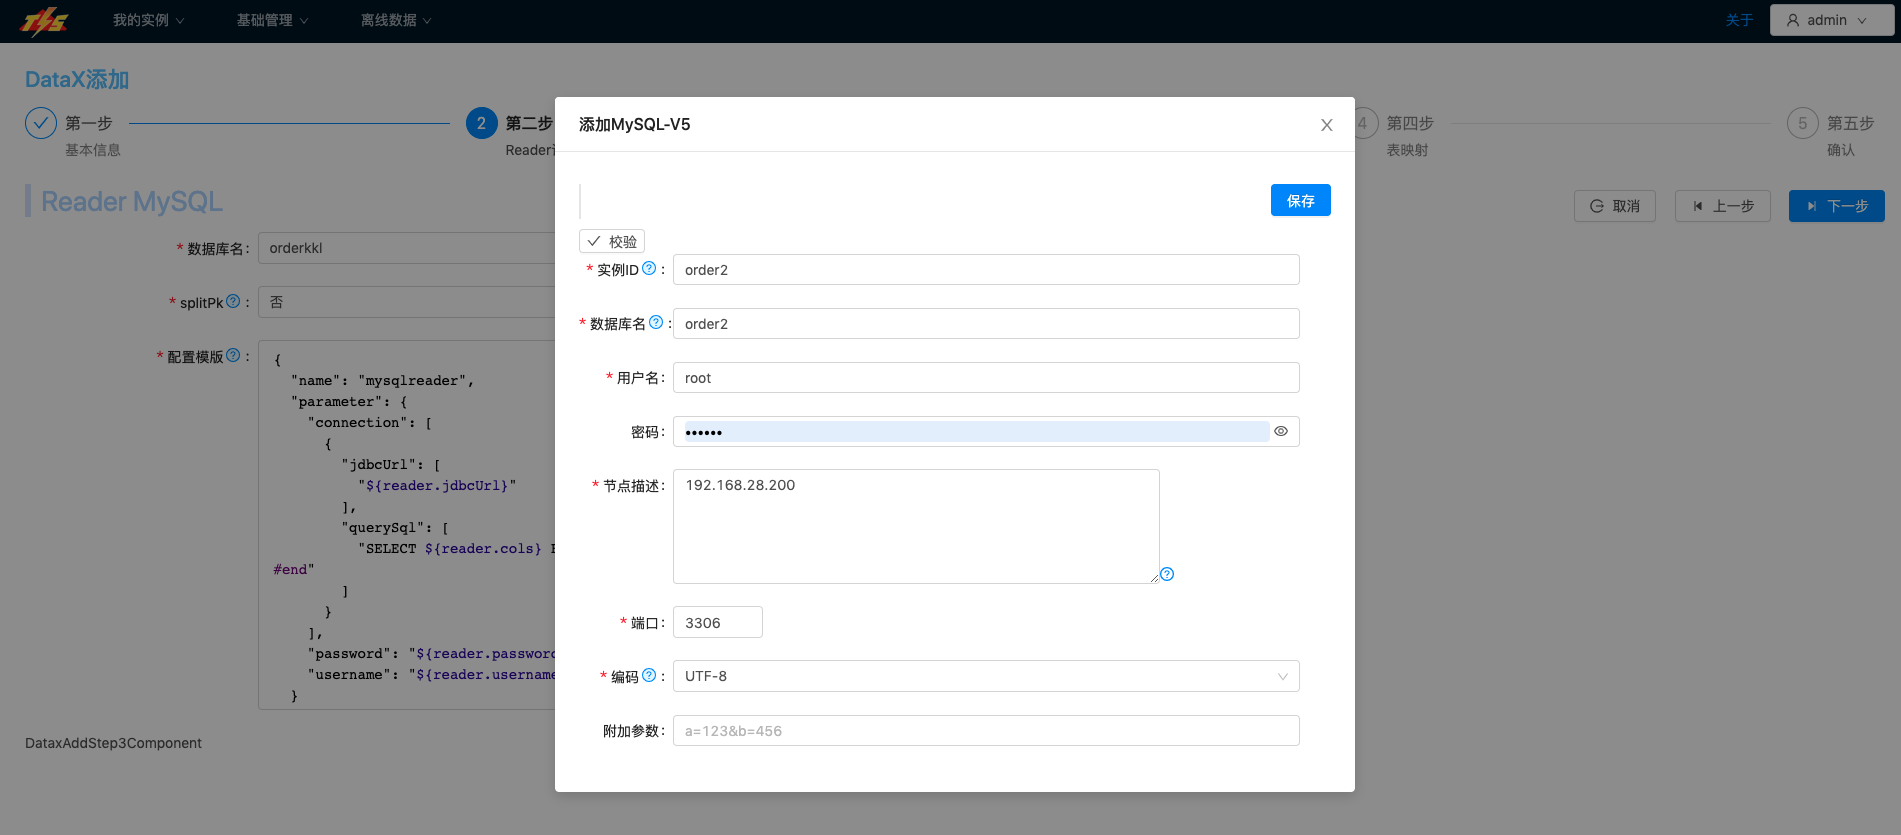 TIS
我的实例
基础管理
离线数据
关于
admin
DataX添加
第一步
基本信息
2
第二步
Reader
4
第四步
表映射
5
第五步
确认
Reader MySQL
取消
上一步
下一步
* 数据库名:
orderkkl
* splitPk? :
否
* 配置模版? :
{
"name": "mysqlreader",
"parameter": {
"connection": [
{
"jdbcUrl": [
"${reader.jdbcUrl}"
],
"querySql": [
"SELECT ${reader.cols}
#end"
]
}
],
"password": "${reader.password
"username": "${reader.username
}
DataxAddStep3Component
添加MySQL-V5
保存
校验
* 实例ID? :
order2
* 数据库名? :
order2
* 用户名:
root
密码:
••••••
* 节点描述:
192.168.28.200
?
* 端口:
3306
* 编码? :
UTF-8
附加参数:
a=123&b=456